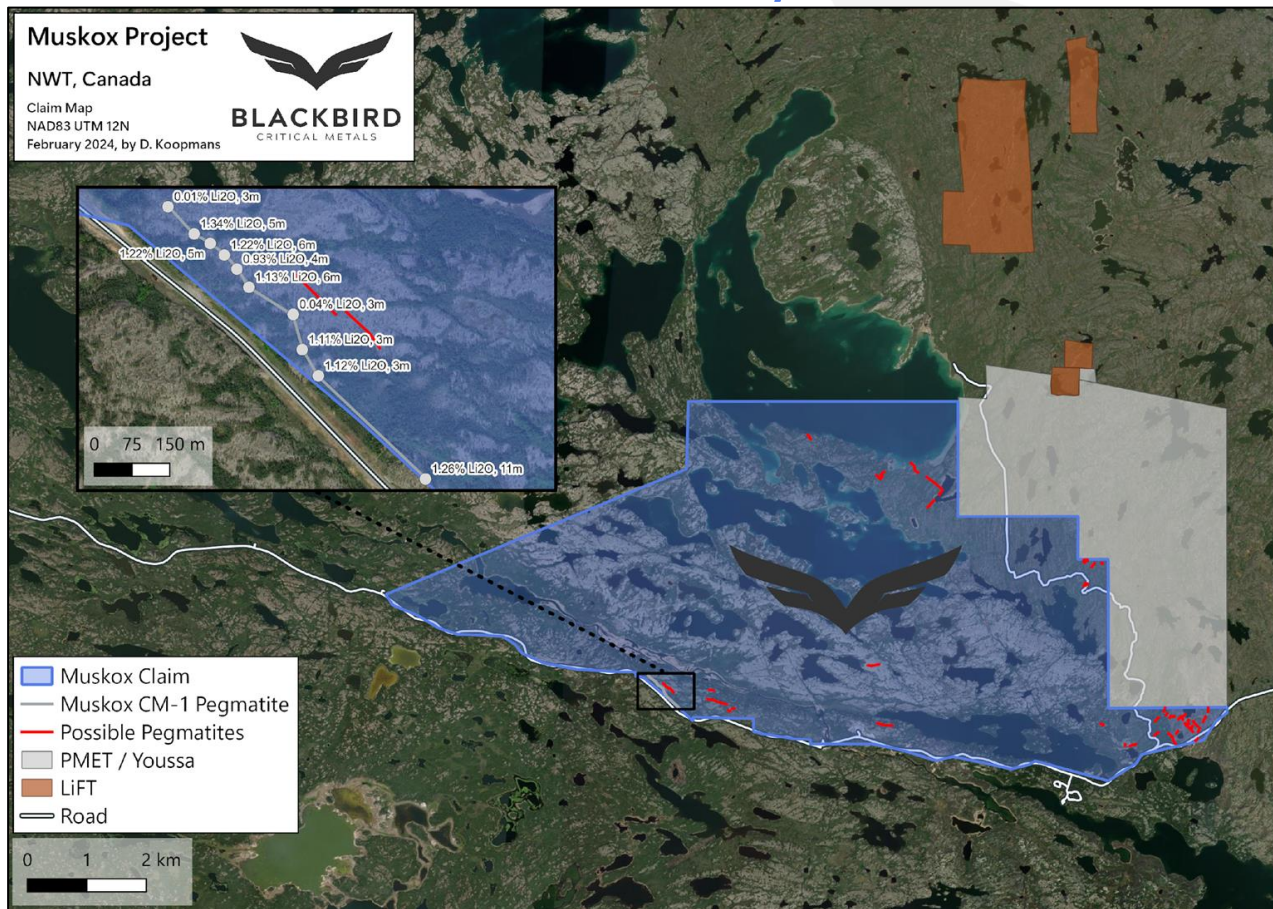 Muskox Project
NWT, Canada
Claim Map
NAD83 UTM 12N
February 2024, by D. Koopmans
BLACKBIRD
CRITICAL METALS
0.01% Li2O, 3m
1.34% Li2O, 5m
1.22% Li2O, 6m
1.22% Li2O, 5m
0.93% Li2O, 4m
1.13% Li2O, 6m
0.04% Li2O, 3m
1.11% Li2O, 3m
1.12% Li2O, 3m
1.26% Li2O, 11m
0 75 150 m
Muskox Claim
Muskox CM-1 Pegmatite
Possible Pegmatites
PMET / Youssa
LiFT
Road
0 1 2 km